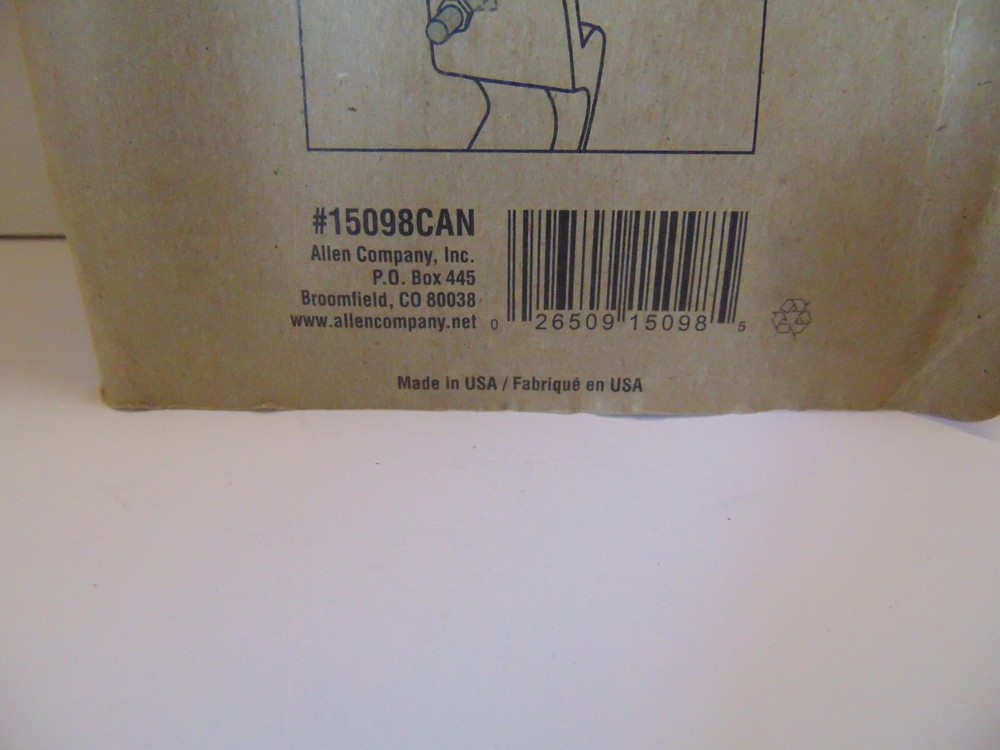 #15098CAN
Allen Company, Inc.
P.O. Box 445
Broomfield, CO 80038
www.allencompany.net
0 26509 15098 5
Made in USA / Fabriqué en USA